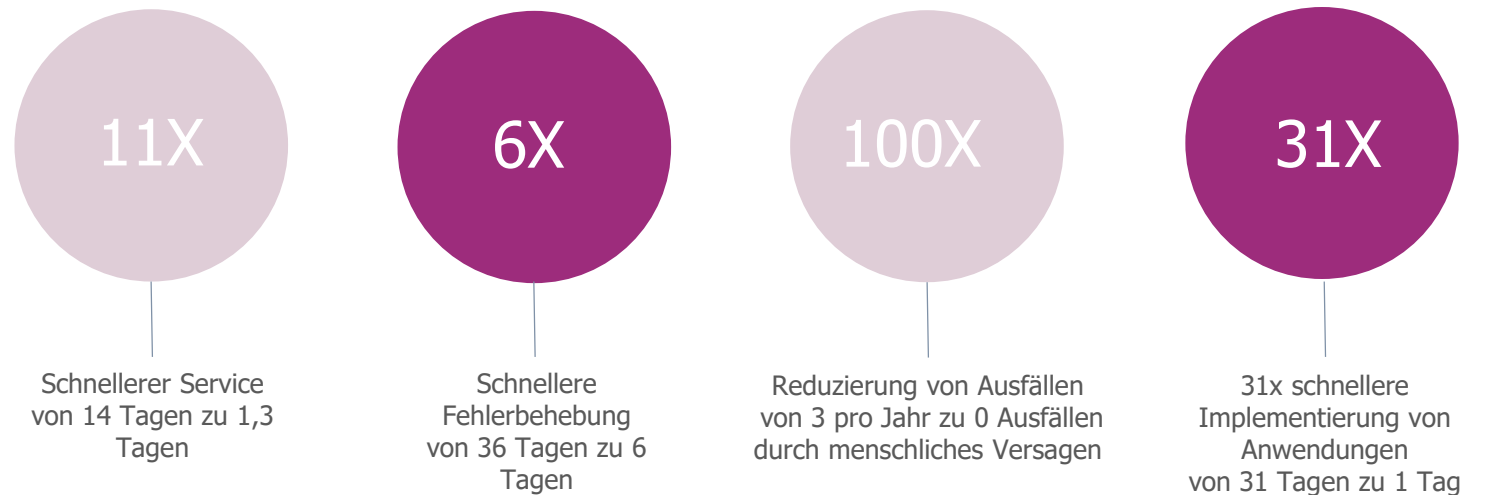 11X
6X
100X
31X
Schnellerer Service
von 14 Tagen zu 1,3
Tagen
Schnellere
Fehlerbehebung
von 36 Tagen zu 6
Tagen
Reduzierung von Ausfällen
von 3 pro Jahr zu 0 Ausfällen
durch menschliches Versagen
31x schnellere
Implementierung von
Anwendungen
von 31 Tagen zu 1 Tag